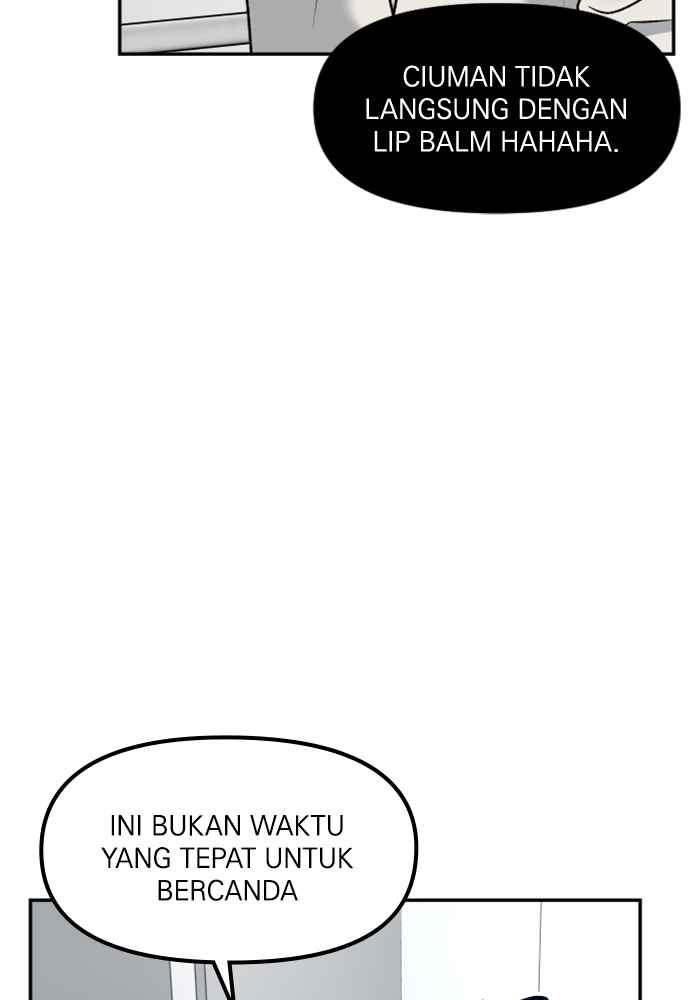 CIUMAN TIDAK
LANGSUNG DENGAN
LIP BALM HAHAHA.
INI BUKAN WAKTU
YANG TEPAT UNTUK
BERCANDA